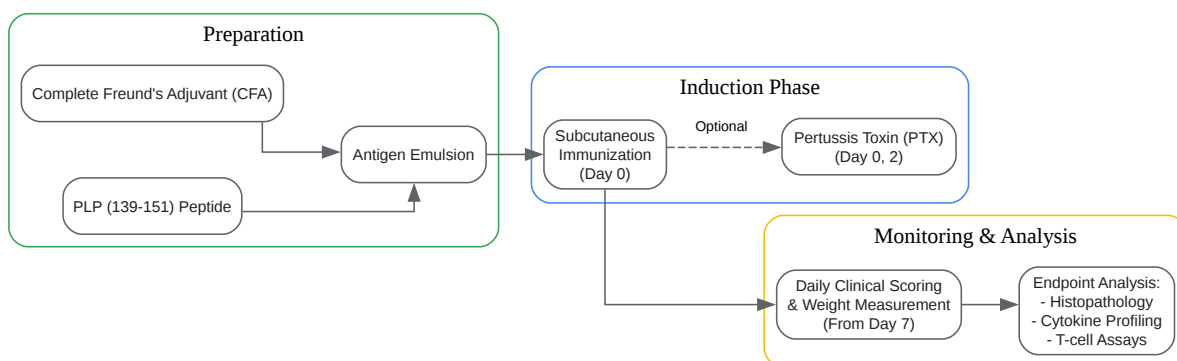 Preparation
Complete Freund's Adjuvant (CFA)
Antigen Emulsion
PLP (139-151) Peptide
Induction Phase
Subcutaneous
Immunization
(Day 0)
Optional
Pertussis Toxin (PTX)
(Day 0, 2)
Monitoring & Analysis
Daily Clinical Scoring
& Weight Measurement
(From Day 7)
Endpoint Analysis:
- Histopathology
- Cytokine Profiling
- T-cell Assays